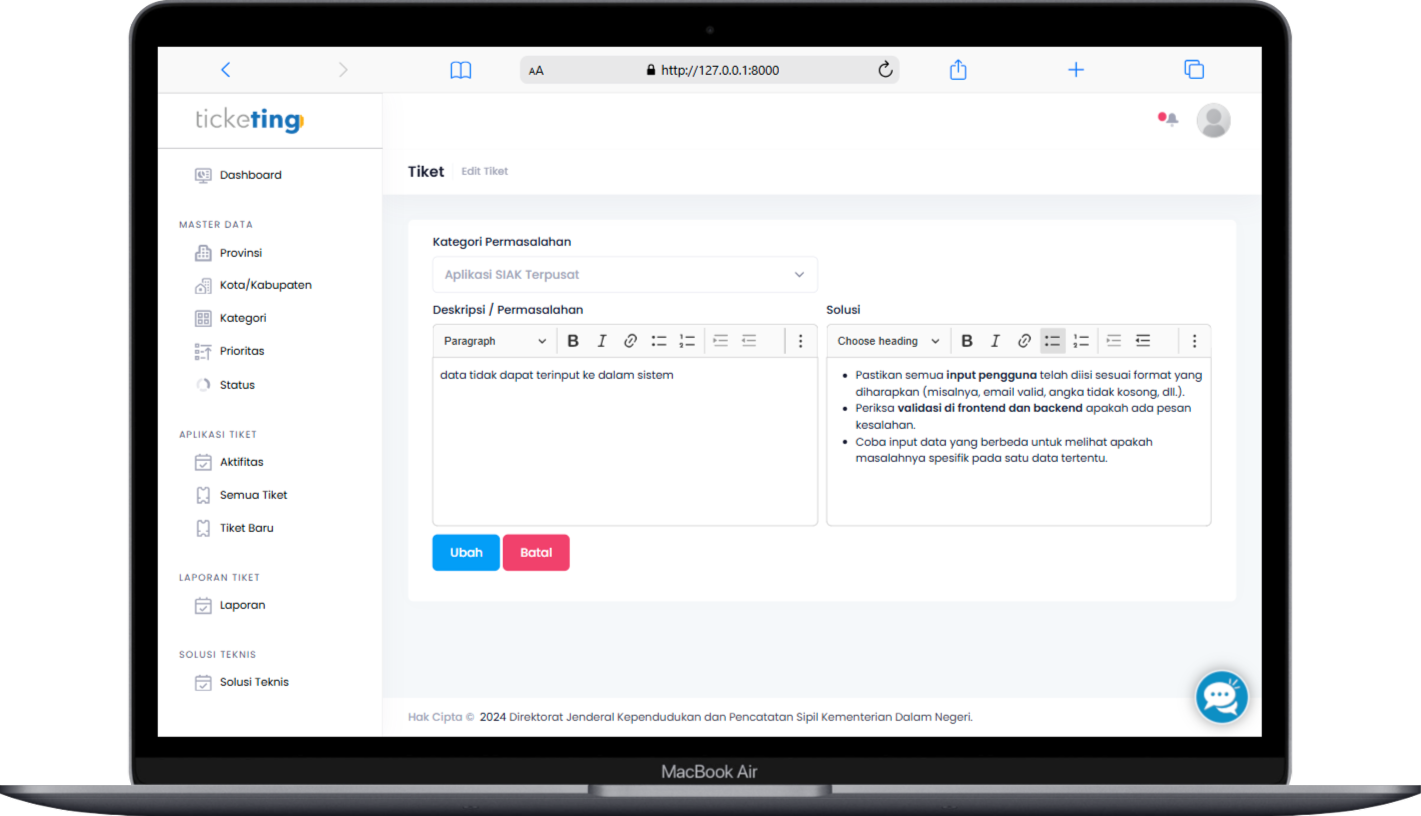 AA
http://127.0.0.1:8000
ticketing
Dashboard
MASTER DATA
Provinsi
Kota/Kabupaten
Kategori
Prioritas
Status
APLIKASI TIKET
Aktifitas
Semua Tiket
Tiket Baru
LAPORAN TIKET
Laporan
SOLUSI TEKNIS
Solusi Teknis
Tiket Edit Tiket
Kategori Permasalahan
Aplikasi SIAK Terpusat
Deskripsi / Permasalahan
Paragraph B I
data tidak dapat terinput ke dalam sistem
Solusi
Choose heading B I
• Pastikan semua input pengguna telah diisi sesuai format yang
diharapkan (misalnya, email valid, angka tidak kosong, dll.).
• Periksa validasi di frontend dan backend apakah ada pesan
kesalahan.
• Coba input data yang berbeda untuk melihat apakah
masalahnya spesifik pada satu data tertentu.
Ubah Batal
Hak Cipta © 2024 Direktorat Jenderal Kependudukan dan Pencatatan Sipil Kementerian Dalam Negeri.
MacBook Air